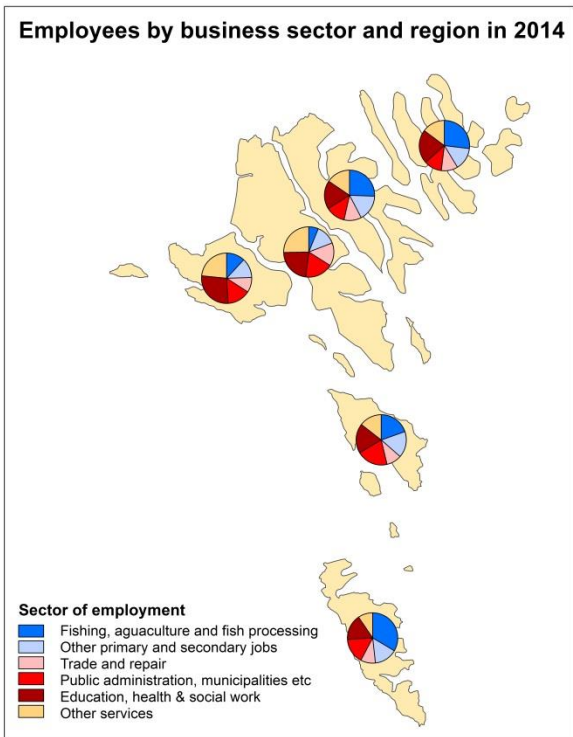 Employees by business sector and region in 2014
Sector of employment
Fishing, aguaculture and fish processing
Other primary and secondary jobs
Trade and repair
Public administration, municipalities etc
Education, health & social work
Other services